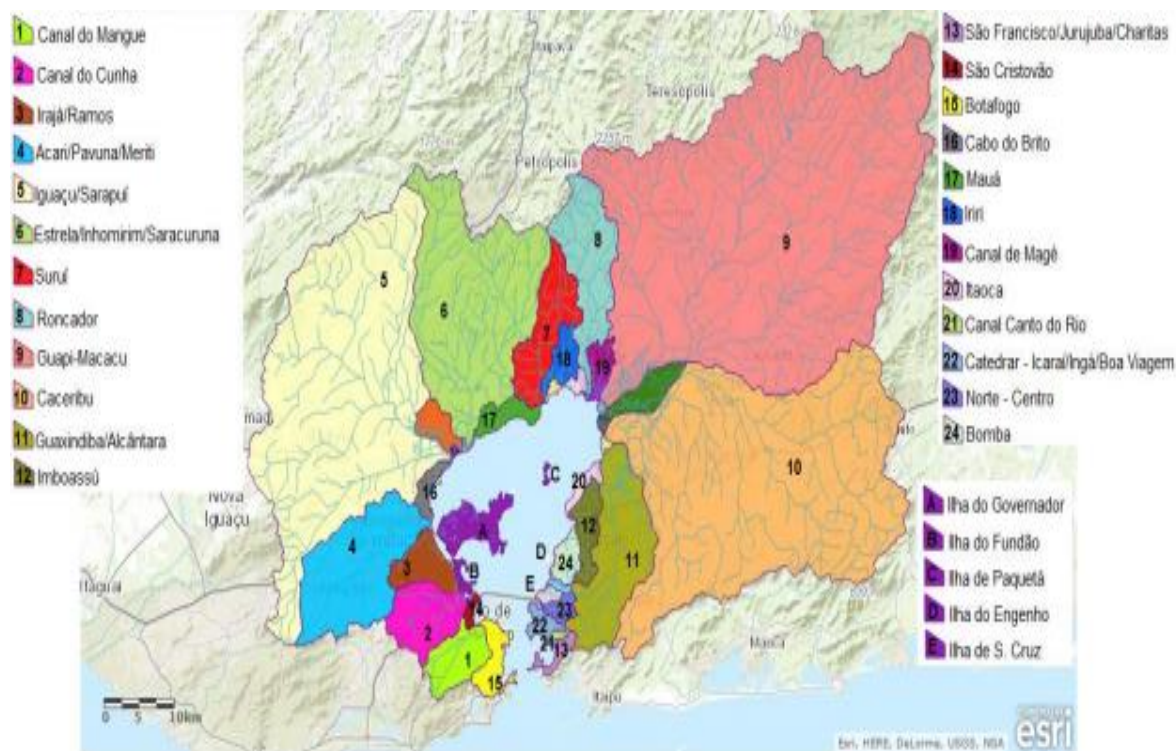 1 Canal do Mangue
2 Canal do Cunha
3 Irajá/Ramos
4 Acari/Pavuna/Meriti
5 Iguaçu/Sarapuí
6 Estrela/Inhomirim/Saracuruna
7 Suruí
8 Roncador
9 Guapi-Macacu
10 Caceribu
11 Guaxindiba/Alcântara
12 Imboassú
13 São Francisco/Jurujuba/Charitas
14 São Cristovão
15 Botafogo
16 Cabo do Brito
17 Mauá
18 Iriri
19 Canal de Magé
20 Itaoca
21 Canal Canto do Rio
22 Catedrar - Icaraí/Ingá/Boa Viagem
23 Norte - Centro
24 Bomba
A Ilha do Governador
B Ilha do Fundão
C Ilha de Paquetá
D Ilha do Engenho
E Ilha de S. Cruz
Itaipava
Teresópolis
Petrópolis
5
6
7
8
9
18
19
17
16
10
C
20
A
12
11
4
3
B
D
24
E
2
23
22
21
13
1
15
Nova
Iguaçu
Itaguaí
Maricá
Itaipu
0 5 10km
Esri, HERE, DeLorme, USGS, NGA
esri